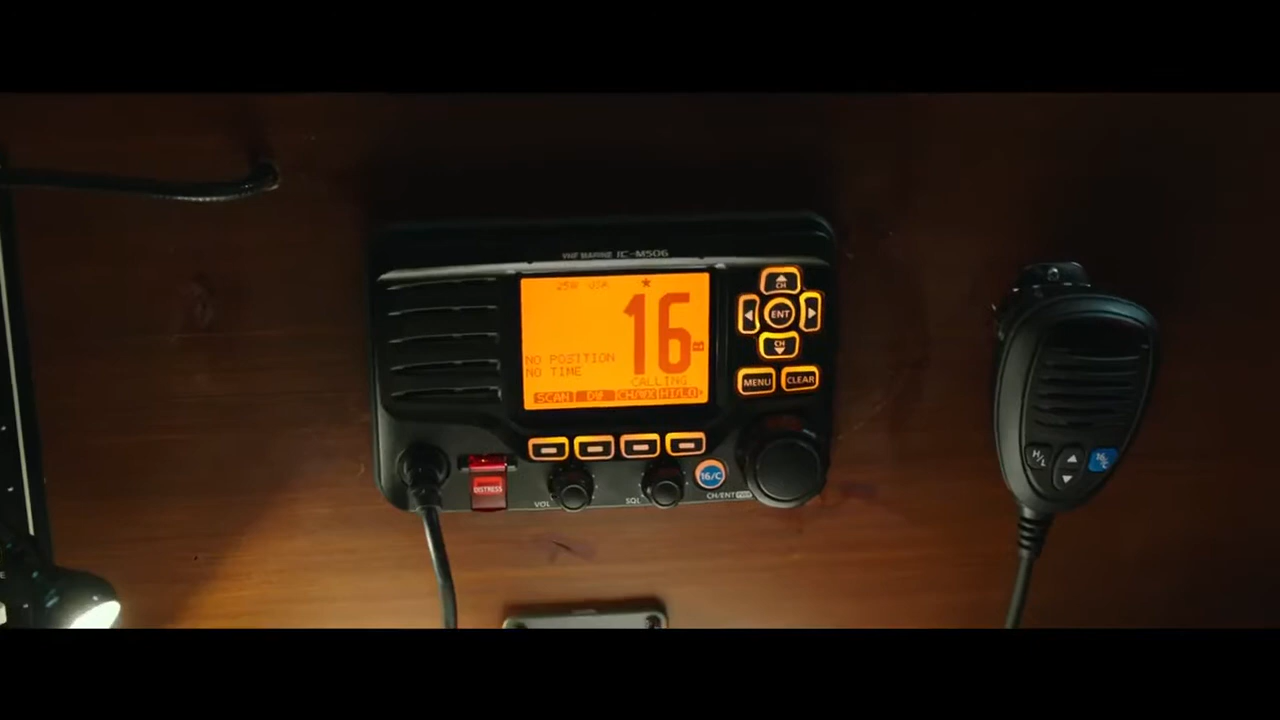 VHF MARINE IC-M506
25W USA
16
NO POSITION
NO TIME
CALLING
SCAN DW CH/WX HI/LO
CH
ENT
CH
MENU CLEAR
DISTRESS
VOL
SQL
16/C
CH/ENT
H/L
16/C